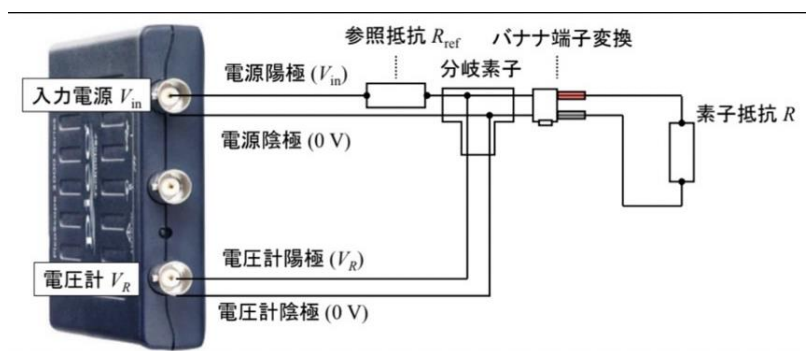 参照抵抗 Rref
バナナ端子変換
電源陽極 (Vin)
分岐素子
入力電源 Vin
電源陰極 (0 V)
素子抵抗 R
電圧計陽極 (VR)
電圧計 VR
電圧計陰極 (0 V)